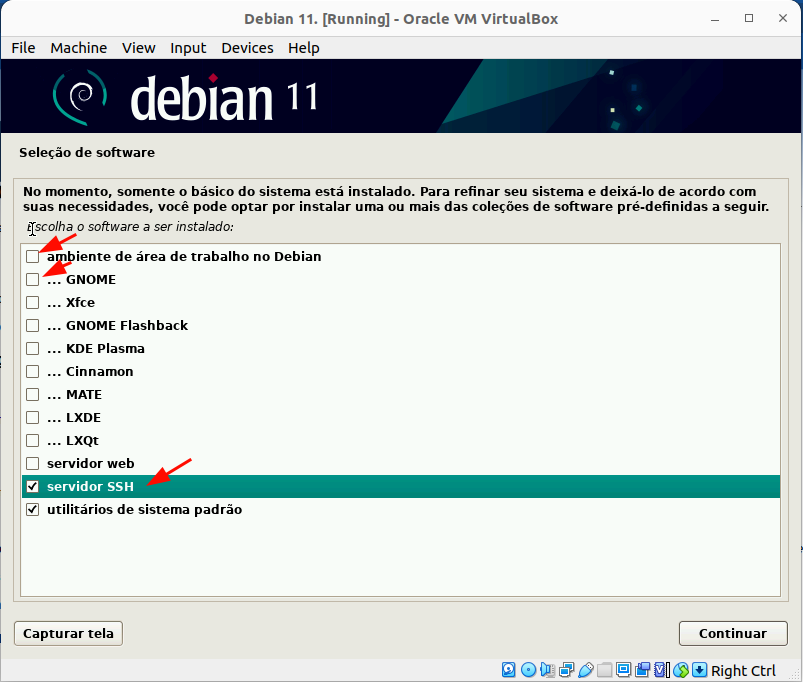 Debian 11. [Running] - Oracle VM VirtualBox
File Machine View Input Devices Help
debian 11
Seleção de software
No momento, somente o básico do sistema está instalado. Para refinar seu sistema e deixá-lo de acordo com
suas necessidades, você pode optar por instalar uma ou mais das coleções de software pré-definidas a seguir.
Escolha o software a ser instalado:
ambiente de área de trabalho no Debian
... GNOME
... Xfce
... GNOME Flashback
... KDE Plasma
... Cinnamon
... MATE
... LXDE
... LXQt
servidor web
servidor SSH
utilitários de sistema padrão
Capturar tela
Continuar
Right Ctrl